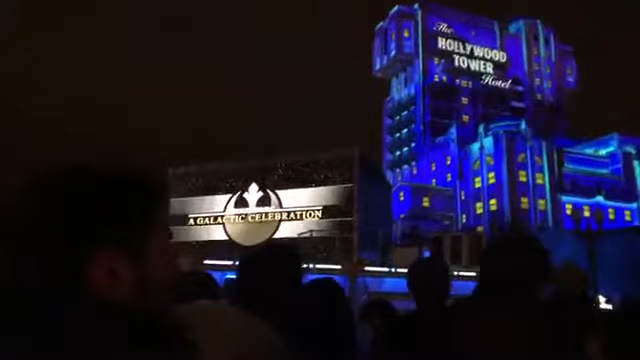 The
HOLLYWOOD
TOWER
Hotel
A GALACTIC CELEBRATION